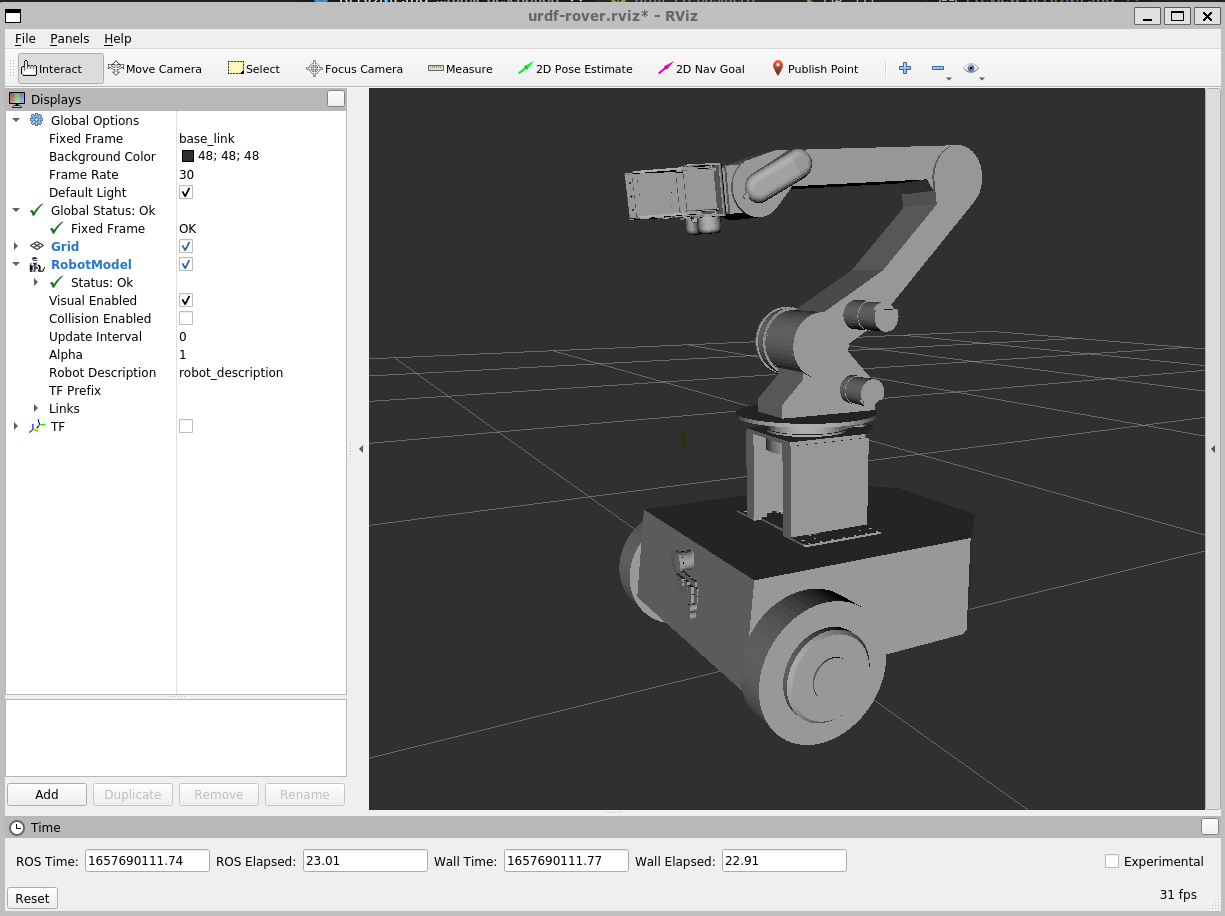 urdf-rover.rviz* - RViz
File Panels Help
Interact Move Camera Select Focus Camera Measure 2D Pose Estimate 2D Nav Goal Publish Point
Displays
Global Options
Fixed Frame base_link
Background Color 48; 48; 48
Frame Rate 30
Default Light
Global Status: Ok
Fixed Frame OK
Grid
RobotModel
Status: Ok
Visual Enabled
Collision Enabled
Update Interval 0
Alpha 1
Robot Description robot_description
TF Prefix
Links
TF
Add Duplicate Remove Rename
Time
ROS Time: 1657690111.74 ROS Elapsed: 23.01 Wall Time: 1657690111.77 Wall Elapsed: 22.91 Experimental
Reset 31 fps